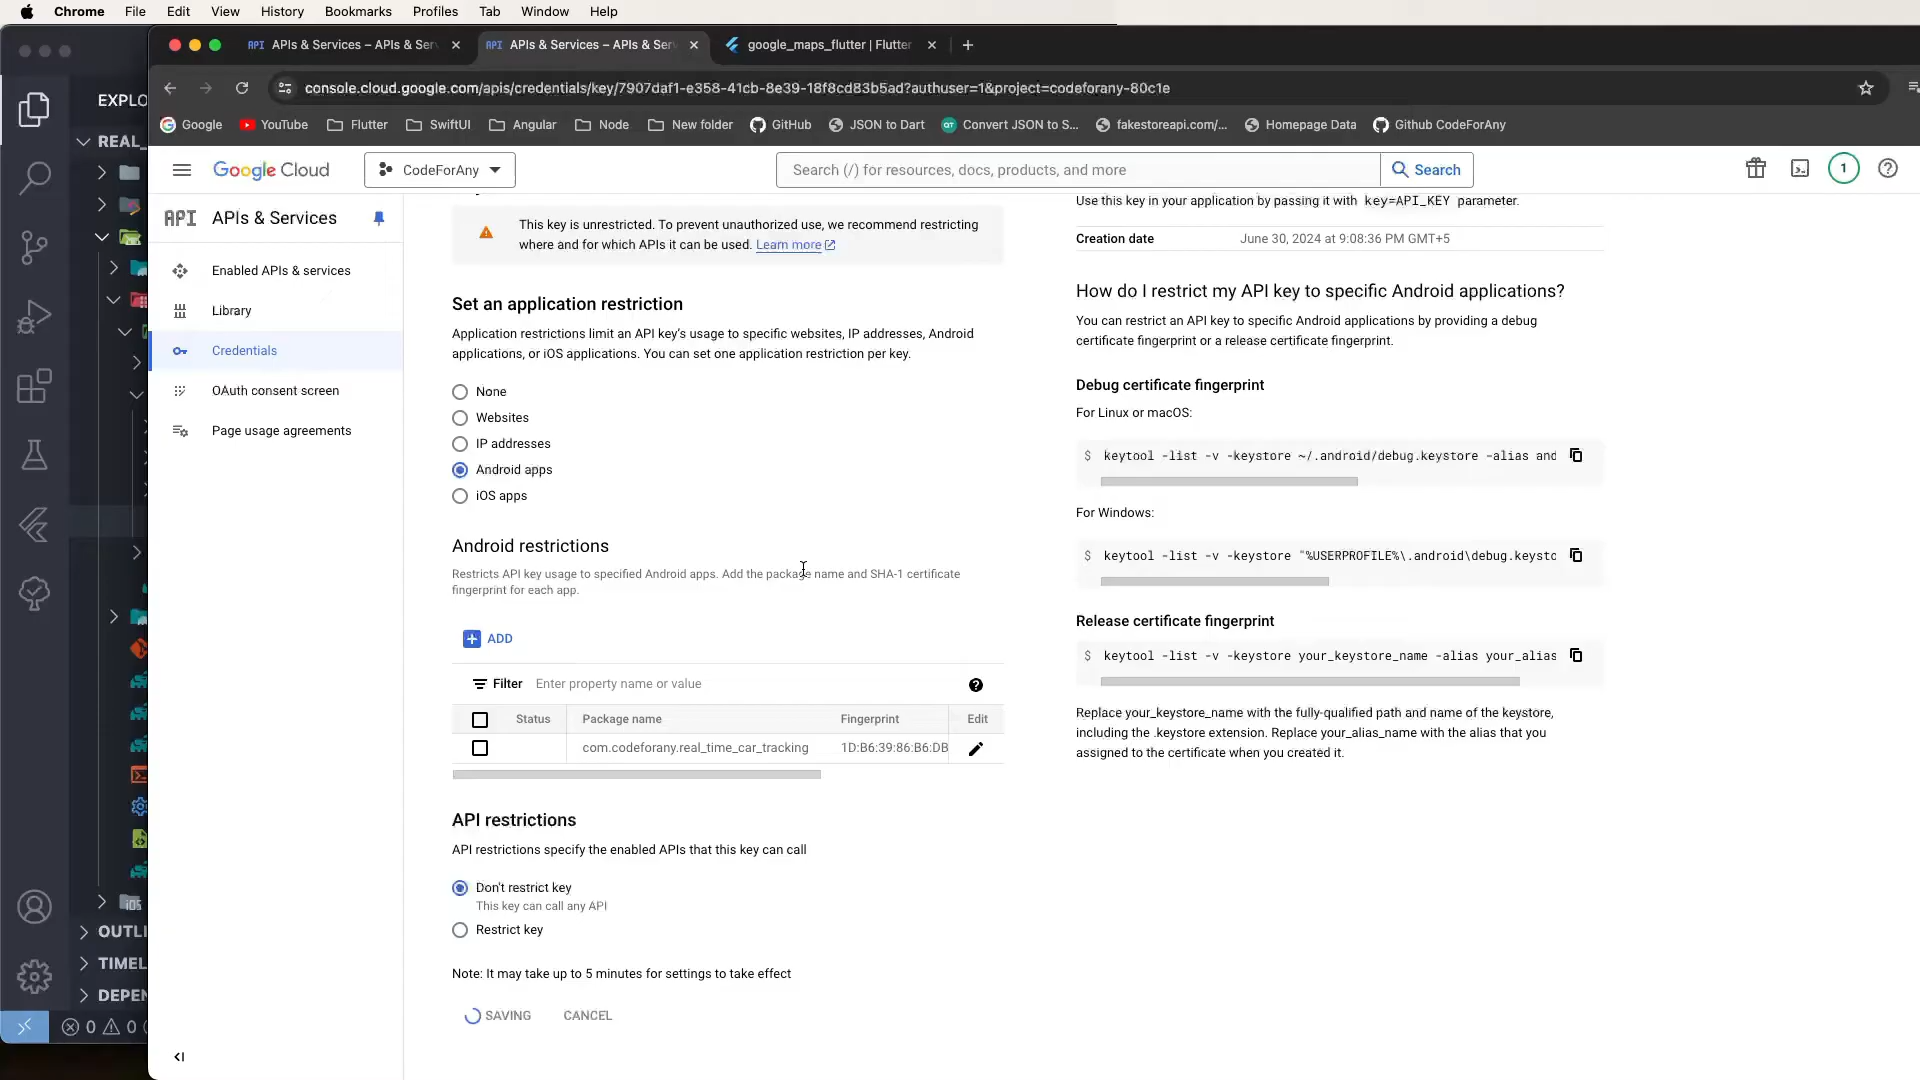 Chrome File Edit View History Bookmarks Profiles Tab Window Help
API APIs & Services – APIs & Ser
API APIs & Services – APIs & Ser
google_maps_flutter | Flutter
console.cloud.google.com/apis/credentials/key/7907daf1-e358-41cb-8e39-18f8cd83b5ad?authuser=1&project=codeforany-80c1e
Google YouTube Flutter SwiftUI Angular Node New folder GitHub JSON to Dart Convert JSON to S... fakestoreapi.com/... Homepage Data Github CodeForAny
EXPLO
REAL_
iOS
OUTLI
TIMEL
DEPEN
0 0
Google Cloud
CodeForAny
Search (/) for resources, docs, products, and more
Search
1
API APIs & Services
Enabled APIs & services
Library
Credentials
OAuth consent screen
Page usage agreements
This key is unrestricted. To prevent unauthorized use, we recommend restricting
where and for which APIs it can be used. Learn more
Set an application restriction
Application restrictions limit an API key's usage to specific websites, IP addresses, Android
applications, or iOS applications. You can set one application restriction per key.
None
Websites
IP addresses
Android apps
iOS apps
Android restrictions
Restricts API key usage to specified Android apps. Add the package name and SHA-1 certificate
fingerprint for each app.
ADD
Filter Enter property name or value
Status Package name Fingerprint Edit
com.codeforany.real_time_car_tracking 1D:B6:39:86:B6:DB
API restrictions
API restrictions specify the enabled APIs that this key can call
Don't restrict key
This key can call any API
Restrict key
Note: It may take up to 5 minutes for settings to take effect
SAVING CANCEL
Use this key in your application by passing it with key=API_KEY parameter.
Creation date June 30, 2024 at 9:08:36 PM GMT+5
How do I restrict my API key to specific Android applications?
You can restrict an API key to specific Android applications by providing a debug
certificate fingerprint or a release certificate fingerprint.
Debug certificate fingerprint
For Linux or macOS:
$ keytool -list -v -keystore ~/.android/debug.keystore -alias and
For Windows:
$ keytool -list -v -keystore "%USERPROFILE%\.android\debug.keysto
Release certificate fingerprint
$ keytool -list -v -keystore your_keystore_name -alias your_alias
Replace your_keystore_name with the fully-qualified path and name of the keystore,
including the .keystore extension. Replace your_alias_name with the alias that you
assigned to the certificate when you created it.